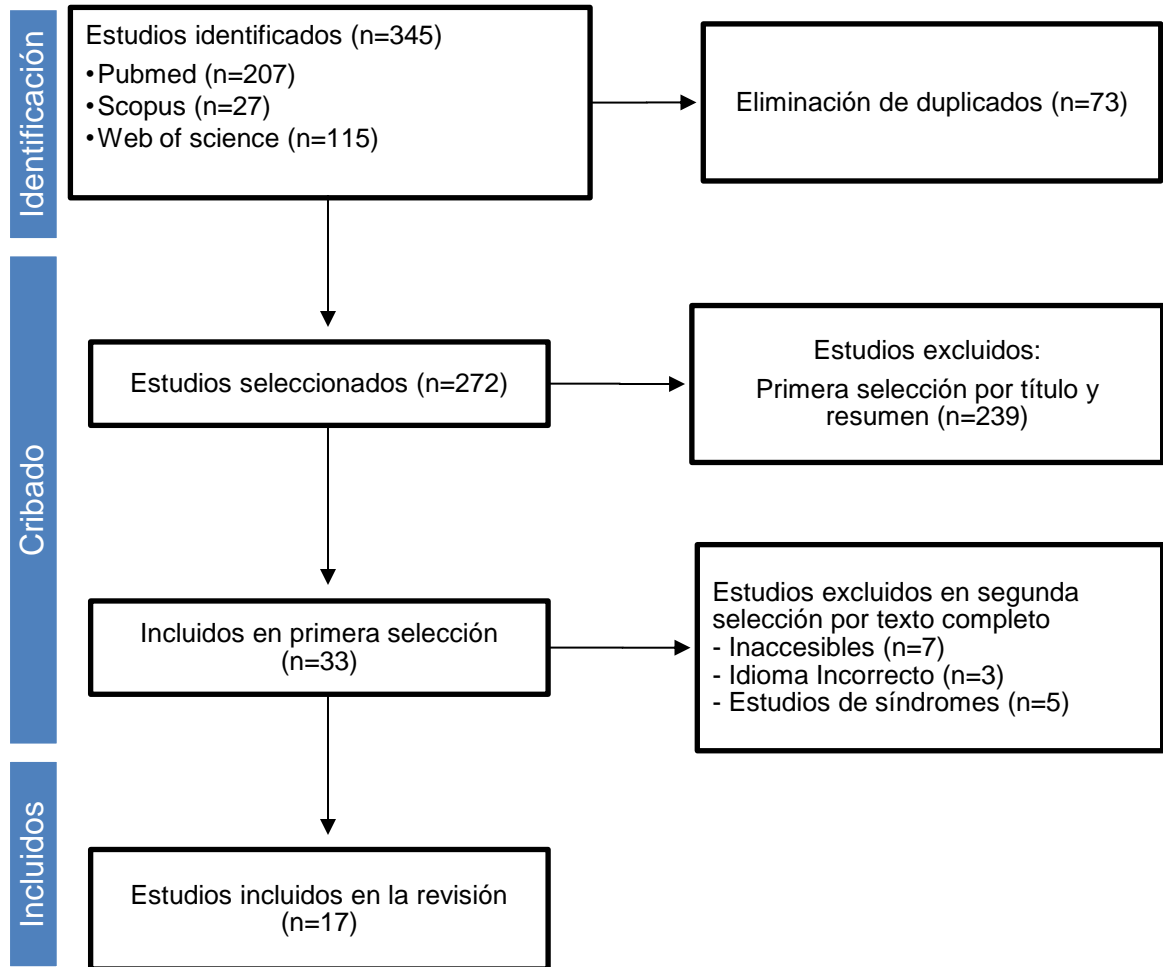 Identificación
Estudios identificados (n=345)
•Pubmed (n=207)
•Scopus (n=27)
•Web of science (n=115)
Eliminación de duplicados (n=73)
Cribado
Estudios seleccionados (n=272)
Estudios excluidos:
Primera selección por título y
resumen (n=239)
Incluidos en primera selección
(n=33)
Estudios excluidos en segunda
selección por texto completo
- Inaccesibles (n=7)
- Idioma Incorrecto (n=3)
- Estudios de síndromes (n=5)
Incluidos
Estudios incluidos en la revisión
(n=17)